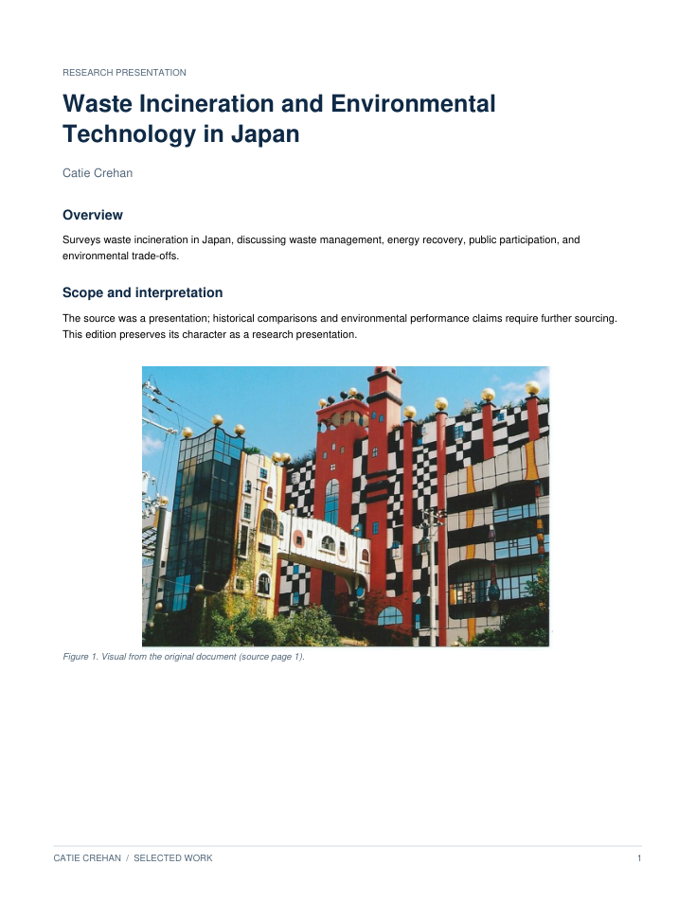 RESEARCH PRESENTATION
Waste Incineration and Environmental
Technology in Japan
Catie Crehan
Overview
Surveys waste incineration in Japan, discussing waste management, energy recovery, public participation, and
environmental trade-offs.
Scope and interpretation
The source was a presentation; historical comparisons and environmental performance claims require further sourcing.
This edition preserves its character as a research presentation.
Figure 1. Visual from the original document (source page 1).
CATIE CREHAN / SELECTED WORK
1